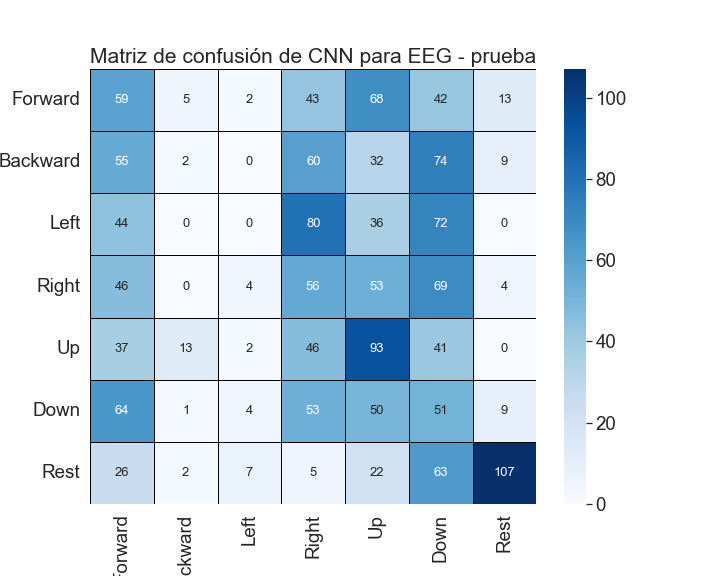 Matriz de confusión de CNN para EEG - prueba
Forward 59 5 2 43 68 42 13
Backward 55 2 0 60 32 74 9
Left 44 0 0 80 36 72 0
Right 46 0 4 56 53 69 4
Up 37 13 2 46 93 41 0
Down 64 1 4 53 50 51 9
Rest 26 2 7 5 22 63 107
Forward
ckward
Left
Right
Up
Down
Rest
100
80
60
40
20
0